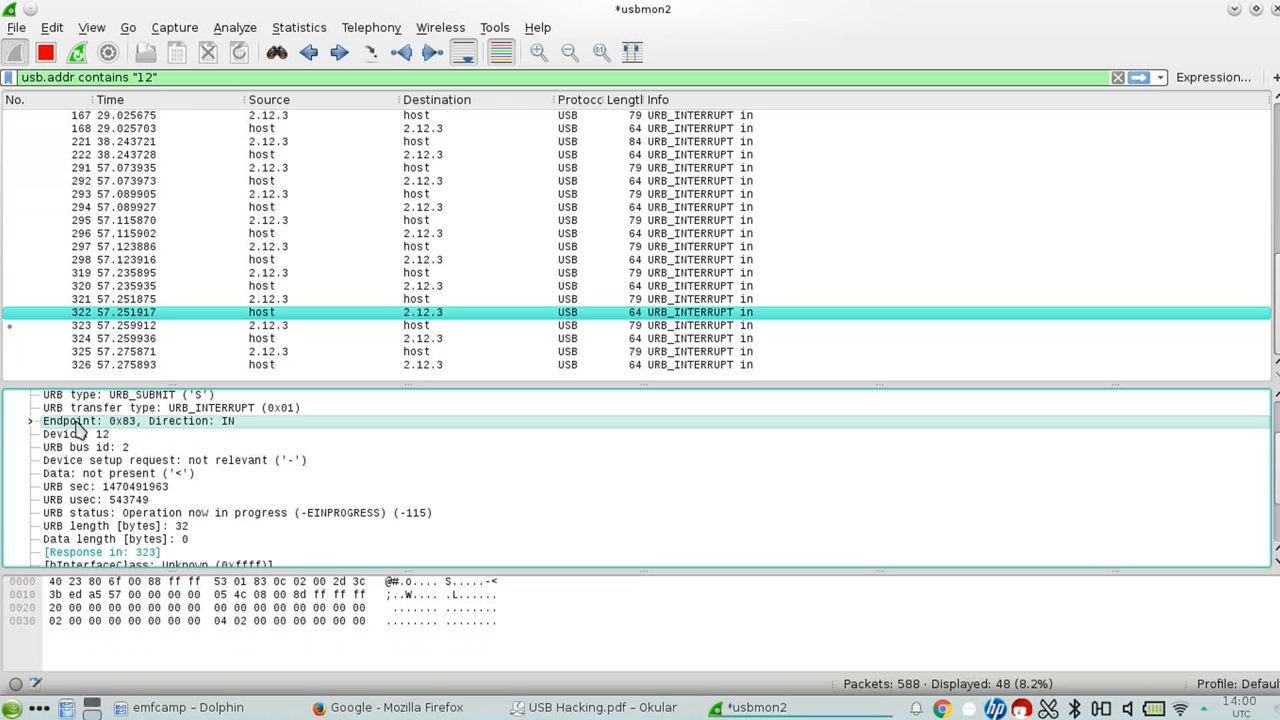 *usbmon2
File Edit View Go Capture Analyze Statistics Telephony Wireless Tools Help
usb.addr contains "12" Expression... +
No. Time Source Destination Protocc Lengtl Info
167 29.025675 2.12.3 host USB 79 URB_INTERRUPT in
168 29.025703 host 2.12.3 USB 64 URB_INTERRUPT in
221 38.243721 2.12.3 host USB 84 URB_INTERRUPT in
222 38.243728 host 2.12.3 USB 64 URB_INTERRUPT in
291 57.073935 2.12.3 host USB 79 URB_INTERRUPT in
292 57.073973 host 2.12.3 USB 64 URB_INTERRUPT in
293 57.089905 2.12.3 host USB 79 URB_INTERRUPT in
294 57.089927 host 2.12.3 USB 64 URB_INTERRUPT in
295 57.115870 2.12.3 host USB 79 URB_INTERRUPT in
296 57.115902 host 2.12.3 USB 64 URB_INTERRUPT in
297 57.123886 2.12.3 host USB 79 URB_INTERRUPT in
298 57.123916 host 2.12.3 USB 64 URB_INTERRUPT in
319 57.235895 2.12.3 host USB 79 URB_INTERRUPT in
320 57.235935 host 2.12.3 USB 64 URB_INTERRUPT in
321 57.251875 2.12.3 host USB 79 URB_INTERRUPT in
322 57.251917 host 2.12.3 USB 64 URB_INTERRUPT in
323 57.259912 2.12.3 host USB 79 URB_INTERRUPT in
324 57.259936 host 2.12.3 USB 64 URB_INTERRUPT in
325 57.275871 2.12.3 host USB 79 URB_INTERRUPT in
326 57.275893 host 2.12.3 USB 64 URB_INTERRUPT in
URB type: URB_SUBMIT ('S')
URB transfer type: URB_INTERRUPT (0x01)
Endpoint: 0x83, Direction: IN
Device: 12
URB bus id: 2
Device setup request: not relevant ('-')
Data: not present ('<')
URB sec: 1470491963
URB usec: 543749
URB status: Operation now in progress (-EINPROGRESS) (-115)
URB length [bytes]: 32
Data length [bytes]: 0
[Response in: 323]
[bInterfaceClass: Unknown (0xffff)]
0000 40 23 80 6f 00 88 ff ff 53 01 83 0c 02 00 2d 3c @#.o.... S.....-<
0010 3b ed a5 57 00 00 00 00 05 4c 08 00 8d ff ff ff ;..W.... .L......
0020 20 00 00 00 00 00 00 00 00 00 00 00 00 00 00 00 ....... ........
0030 02 00 00 00 00 00 00 00 04 02 00 00 00 00 00 00 ........ ........
Packets: 588 · Displayed: 48 (8.2%) Profile: Defau
emfcamp – Dolphin Google - Mozilla Firefox USB Hacking.pdf – Okular *usbmon2 14:00
UTC